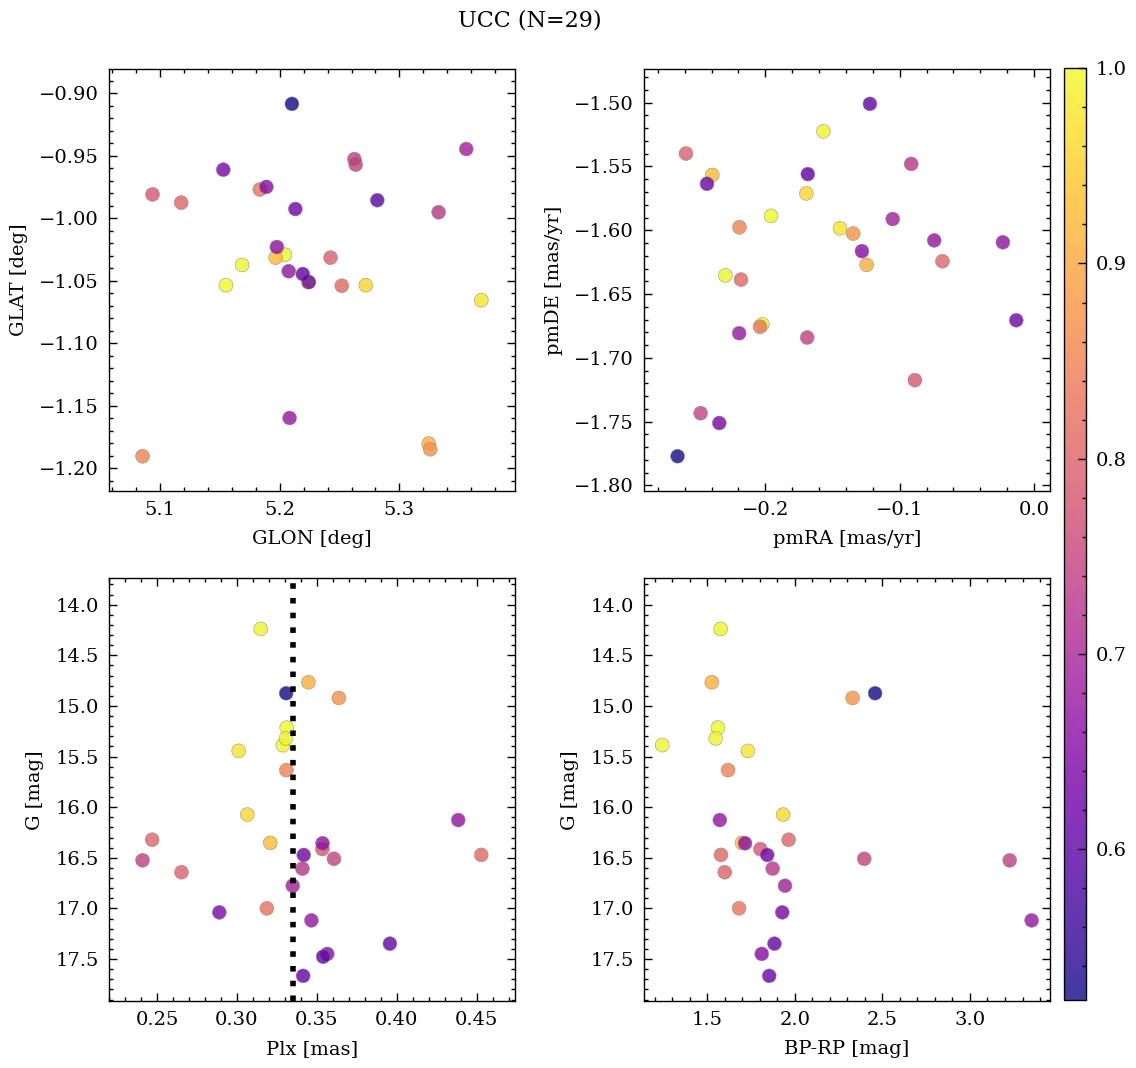 UCC (N=29)
−0.90
−0.95
−1.00
−1.05
−1.10
−1.15
−1.20
GLAT [deg]
5.1 5.2 5.3
GLON [deg]
−1.50
−1.55
−1.60
−1.65
−1.70
−1.75
−1.80
pmDE [mas/yr]
−0.2 −0.1 0.0
pmRA [mas/yr]
14.0
14.5
15.0
15.5
16.0
16.5
17.0
17.5
G [mag]
0.25 0.30 0.35 0.40 0.45
Plx [mas]
14.0
14.5
15.0
15.5
16.0
16.5
17.0
17.5
G [mag]
1.5 2.0 2.5 3.0
BP-RP [mag]
1.0
0.9
0.8
0.7
0.6